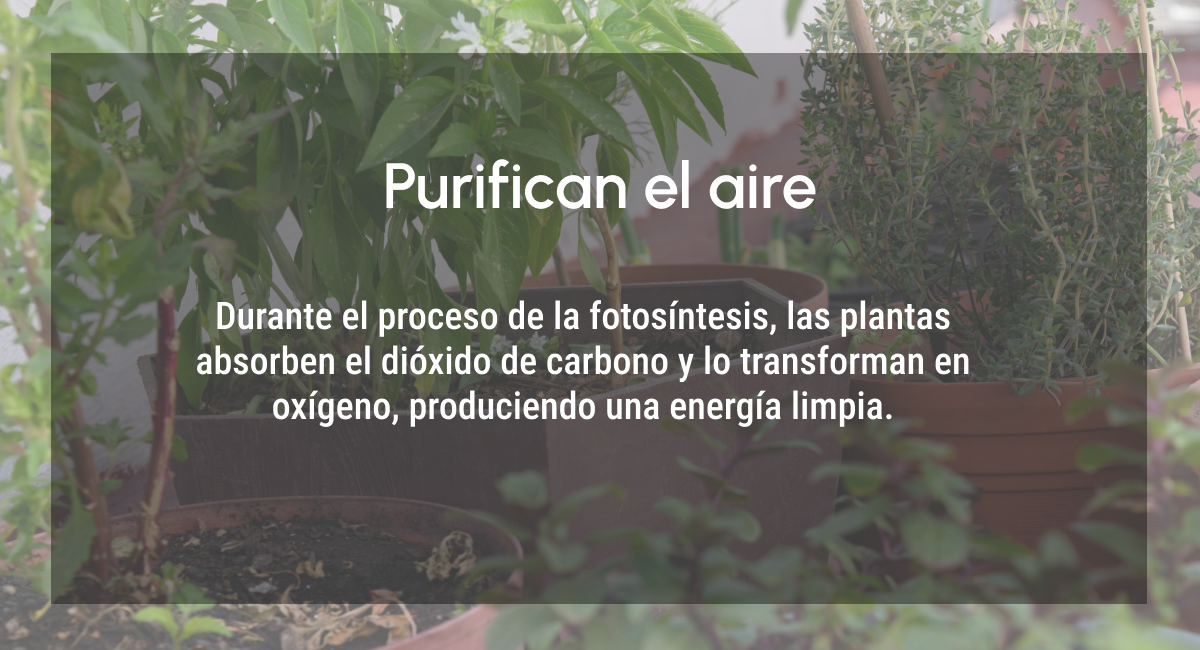 Purifican el aire
Durante el proceso de la fotosíntesis, las plantas
absorben el dióxido de carbono y lo transforman en
oxígeno, produciendo una energía limpia.